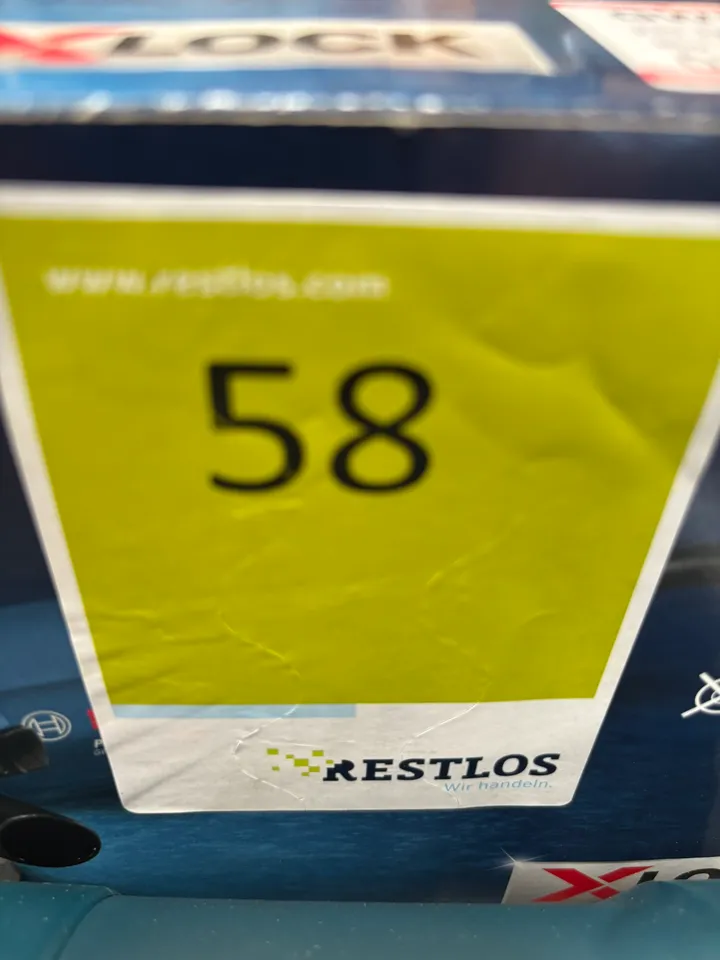 X LOCK
www.restlos.com
58
RESTLOS
Wir handeln.